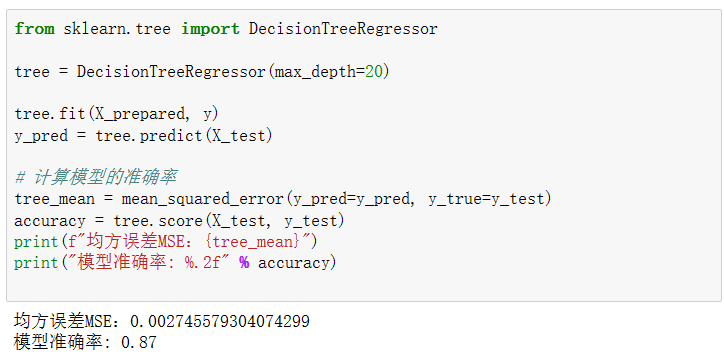 from sklearn.tree import DecisionTreeRegressor
tree = DecisionTreeRegressor(max_depth=20)
tree.fit(X_prepared, y)
y_pred = tree.predict(X_test)
# 计算模型的准确率
tree_mean = mean_squared_error(y_pred=y_pred, y_true=y_test)
accuracy = tree.score(X_test, y_test)
print(f"均方误差MSE：{tree_mean}")
print("模型准确率: %.2f" % accuracy)
均方误差MSE：0.002745579304074299
模型准确率: 0.87